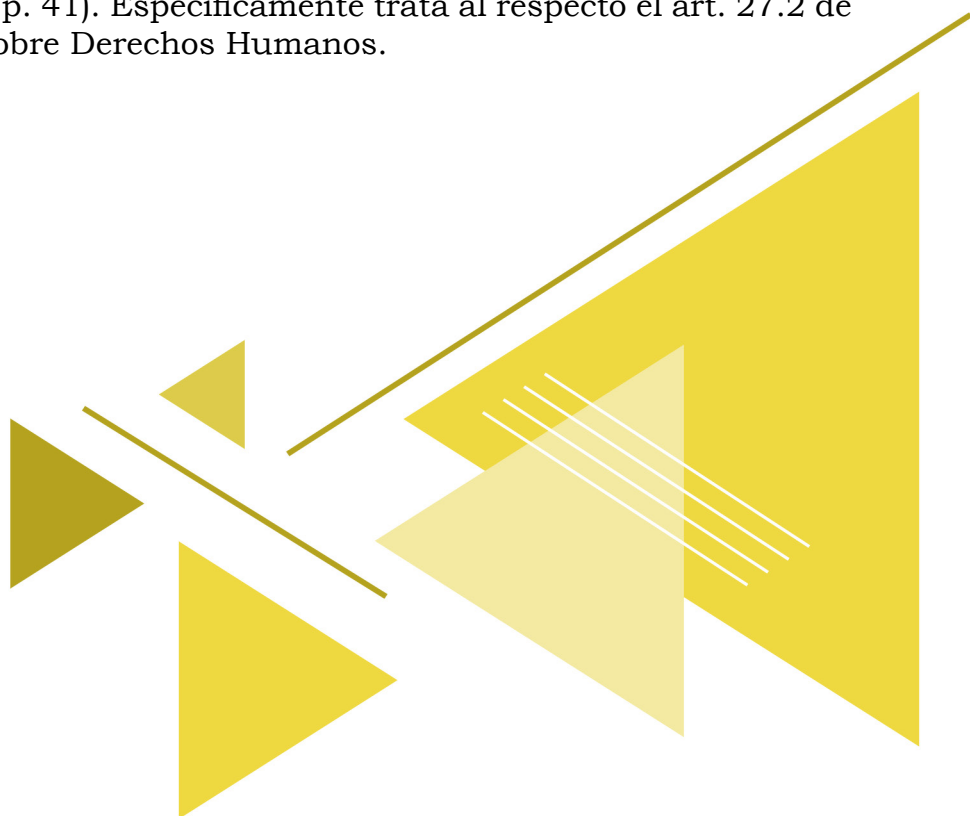 p. 41). Específicamente trata al respecto el art. 27.2 de
obre Derechos Humanos.